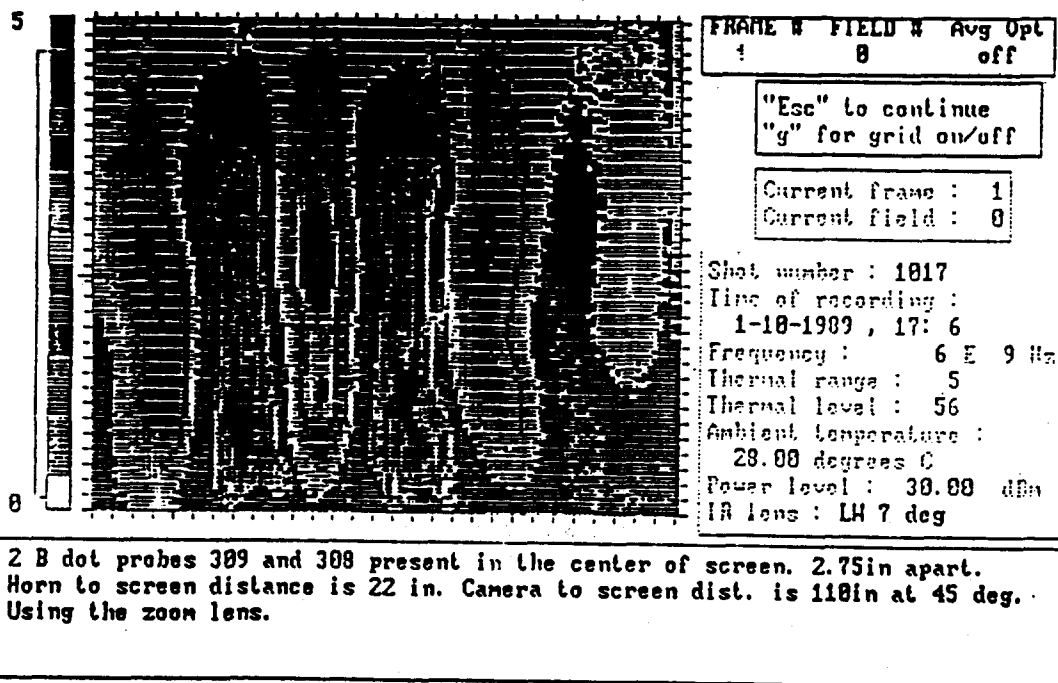 5
0
FRAME # FIELD # Avg Opt
1 0 off
"Esc" to continue
"g" for grid on/off
Current frame : 1
Current field : 0
Shot number : 1017
Time of recording :
1-10-1989 , 17: 6
Frequency : 6 E 9 Hz
Thermal range : 5
Thermal level : 56
Ambient temperature :
28.00 degrees C
Power level : 30.00 dBm
IR lens : LW 7 deg
2 B dot probes 309 and 308 present in the center of screen. 2.75in apart.
Horn to screen distance is 22 in. Camera to screen dist. is 110in at 45 deg.
Using the zoom lens.